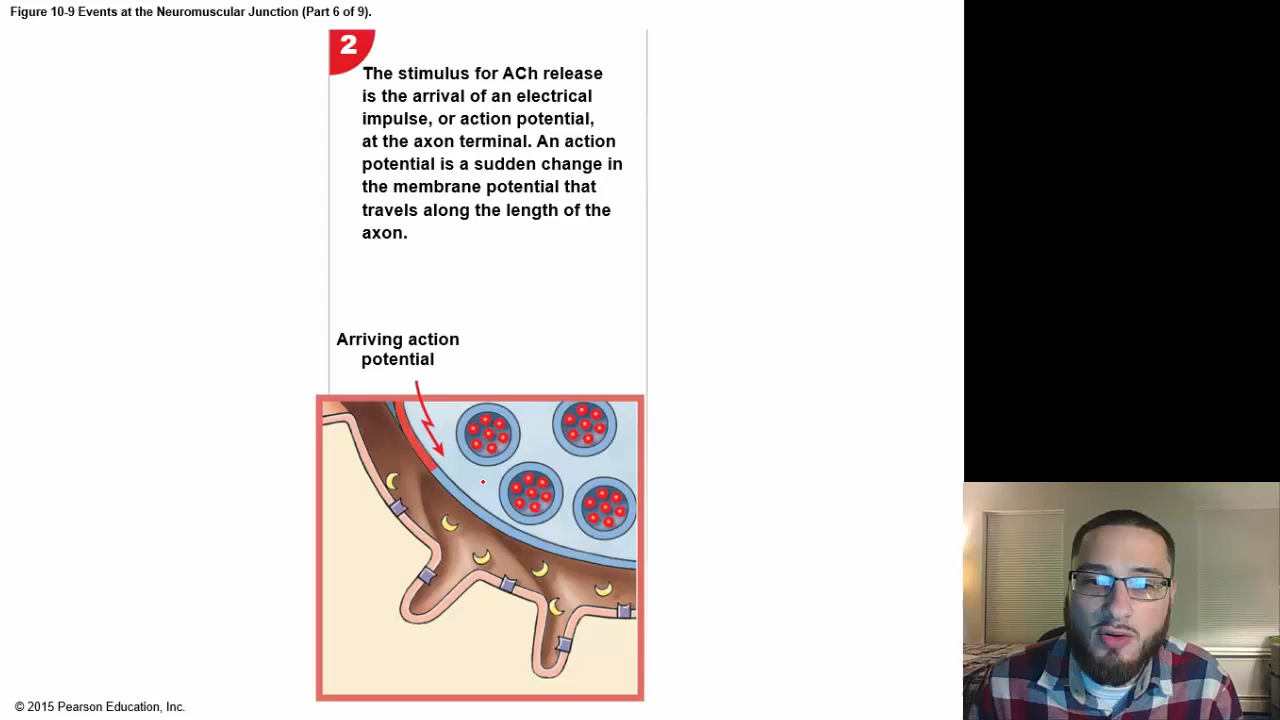 Figure 10-9 Events at the Neuromuscular Junction (Part 6 of 9).
2
The stimulus for ACh release
is the arrival of an electrical
impulse, or action potential,
at the axon terminal. An action
potential is a sudden change in
the membrane potential that
travels along the length of the
axon.
Arriving action
potential
© 2015 Pearson Education, Inc.